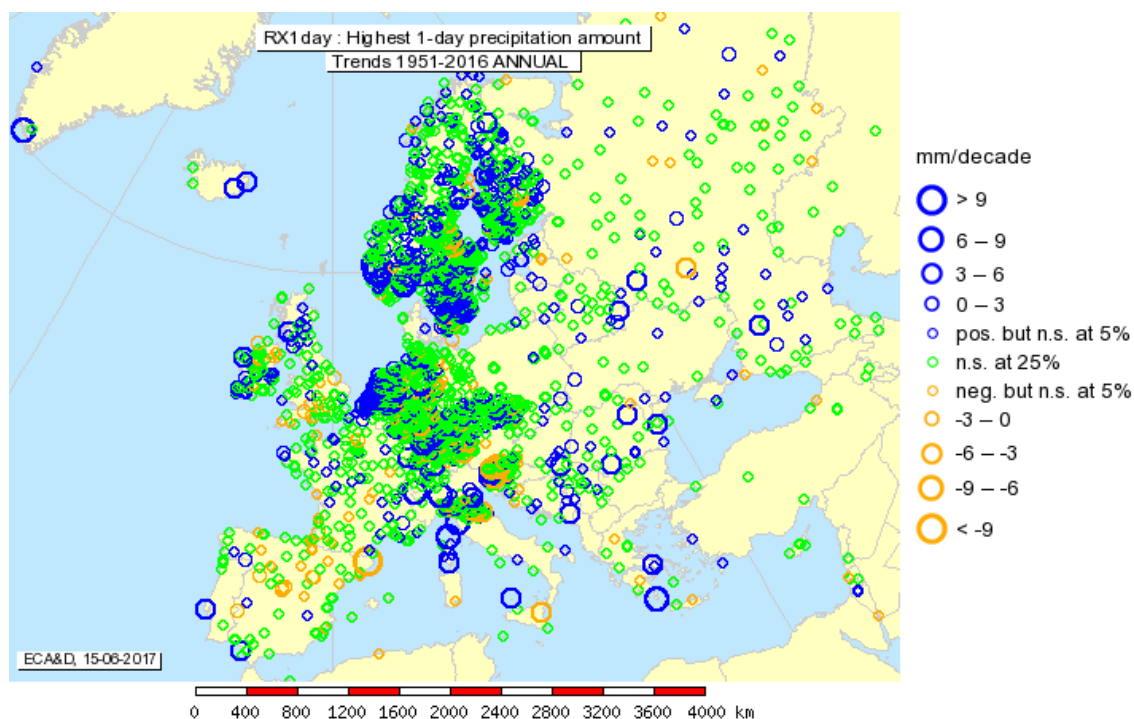 RX1day : Highest 1-day precipitation amount
Trends 1951-2016 ANNUAL
mm/decade
> 9
6 – 9
3 – 6
0 – 3
pos. but n.s. at 5%
n.s. at 25%
neg. but n.s. at 5%
-3 – 0
-6 – -3
-9 – -6
< -9
ECA&D, 15-06-2017
0 400 800 1200 1600 2000 2400 2800 3200 3600 4000 km